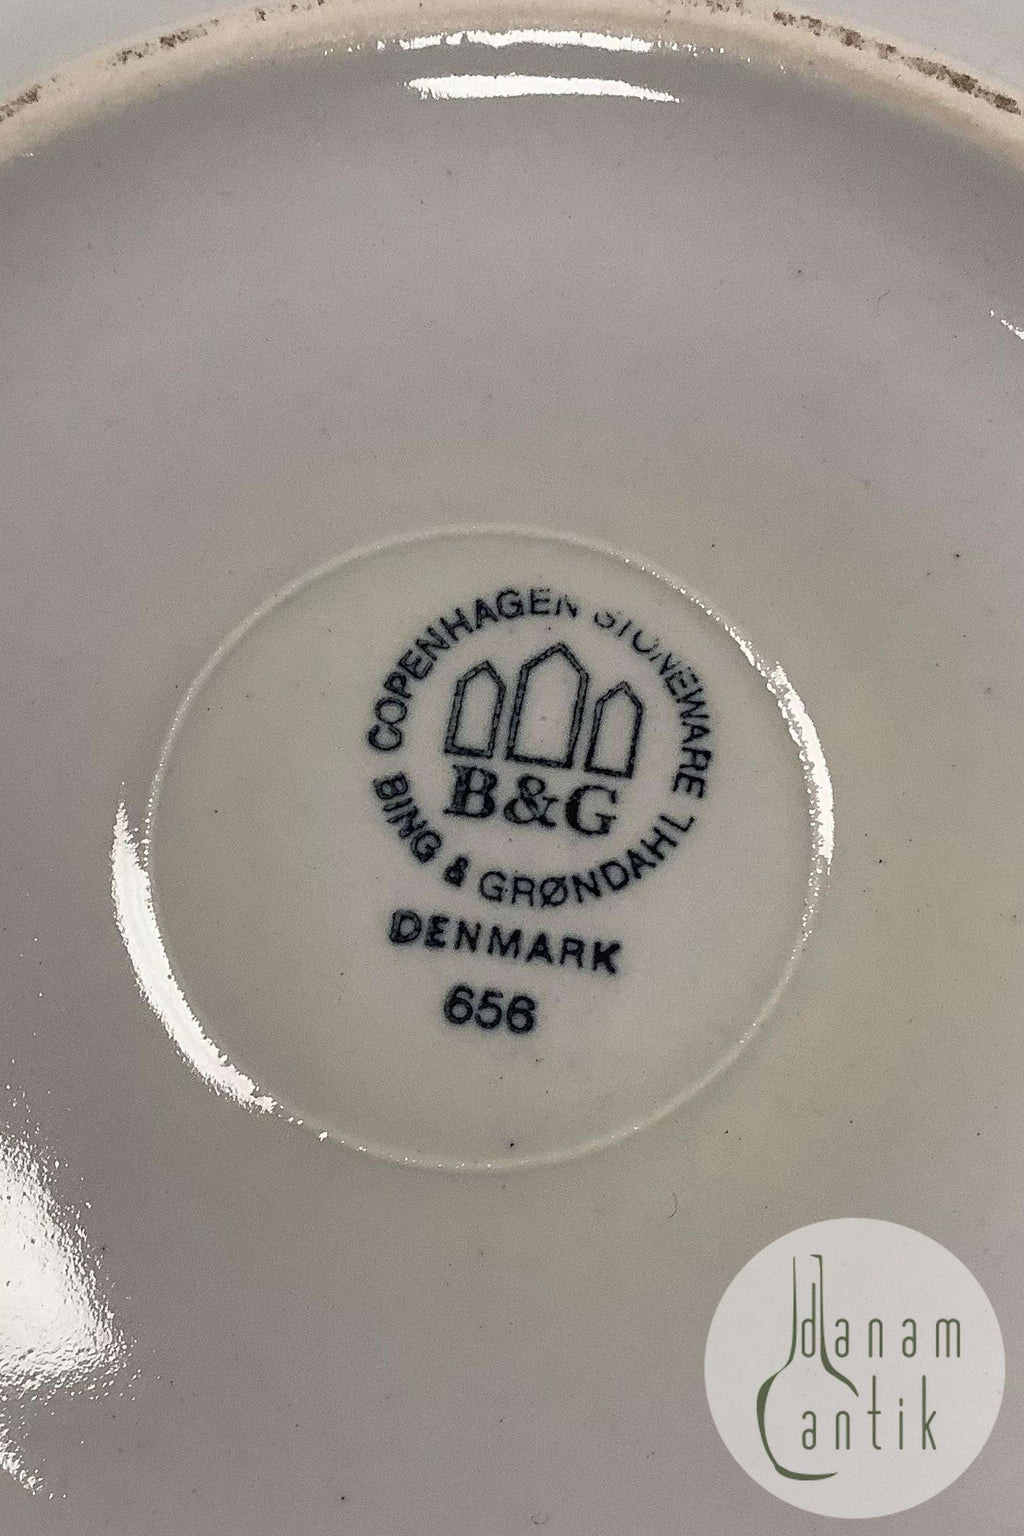 COPENHAGEN STONEWARE
B&G
BING & GRØNDAHL
DENMARK
656
danam
antik